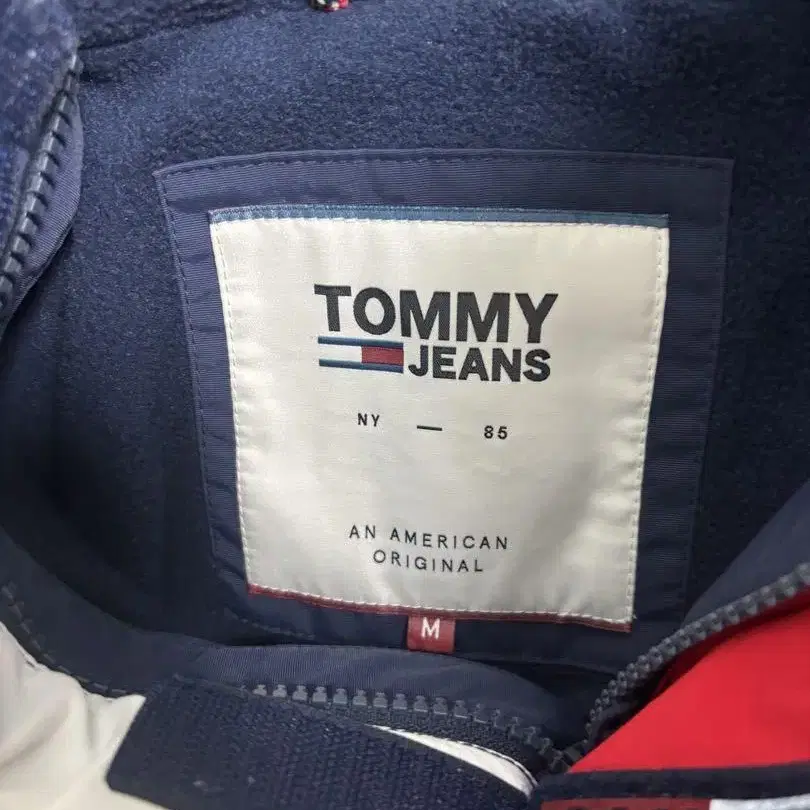 TOMMY
JEANS
NY — 85
AN AMERICAN
ORIGINAL
M